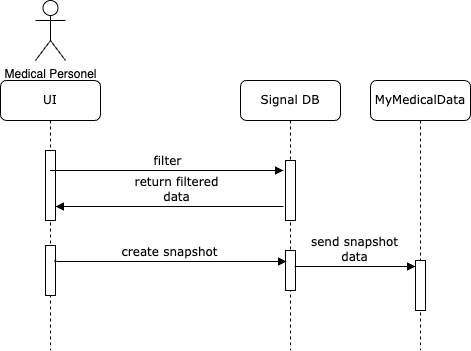 Medical Personel
UI
Signal DB
MyMedicalData
filter
return filtered
data
create snapshot
send snapshot
data